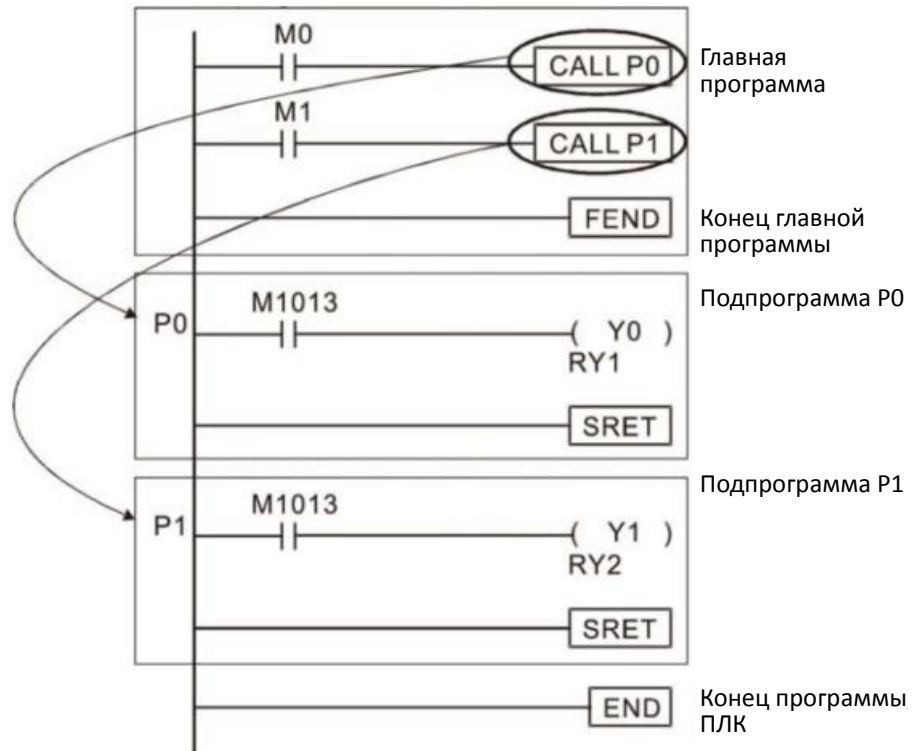 M0
CALL P0
Главная
программа
M1
CALL P1
FEND
Конец главной
программы
Подпрограмма P0
P0
M1013
( Y0 )
RY1
SRET
Подпрограмма P1
P1
M1013
( Y1 )
RY2
SRET
END
Конец программы
ПЛК